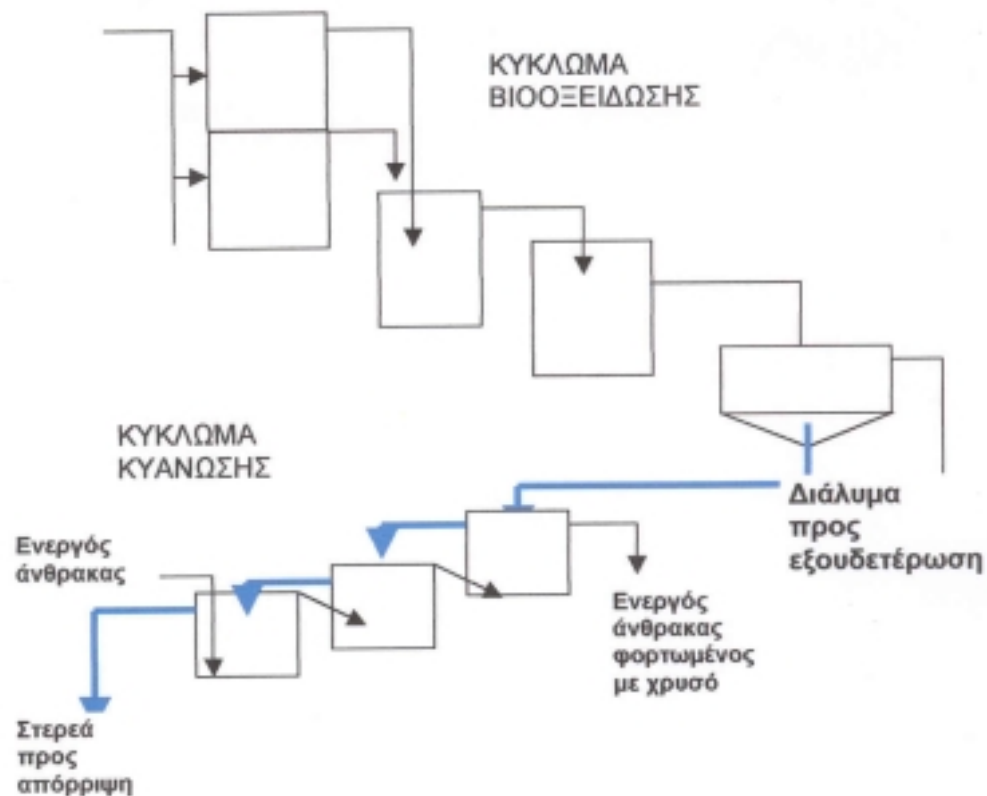 ΚΥΚΛΩΜΑ
ΒΙΟΟΞΕΙΔΩΣΗΣ
ΚΥΚΛΩΜΑ
ΚΥΑΝΩΣΗΣ
Διάλυμα
προς
εξουδετέρωση
Ενεργός
άνθρακας
Ενεργός
άνθρακας
φορτωμένος
με χρυσό
Στερεά
προς
απόρριψη